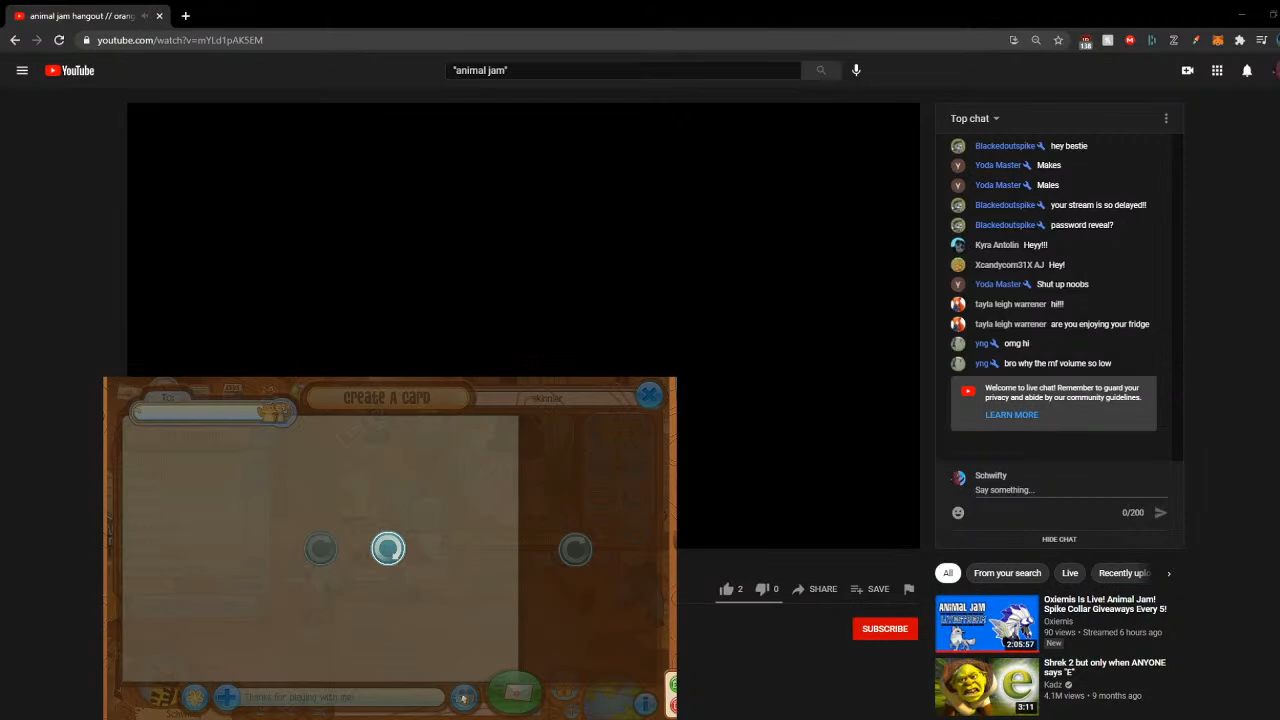 animal jam hangout // orang
youtube.com/watch?v=mYLd1pAK5EM
138
YouTube
"animal jam"
Top chat
Blackedoutspike hey bestie
Yoda Master Makes
Yoda Master Males
Blackedoutspike your stream is so delayed!!
Blackedoutspike password reveal?
Kyra Antolin Heyy!!!
Xcandycorn31X AJ Hey!
Yoda Master Shut up noobs
tayla leigh warrener hi!!!
tayla leigh warrener are you enjoying your fridge
yng omg hi
yng bro why the mf volume so low
Welcome to live chat! Remember to guard your
privacy and abide by our community guidelines.
LEARN MORE
Schwifty
Say something...
0/200
HIDE CHAT
To:
CREATE A CARD
skinnier
Thanks for playing with me!
2 0 SHARE SAVE
SUBSCRIBE
All From your search Live Recently uplo
ANIMAL JAM
LIVESTREAM
2:05:57
Oxiemis Is Live! Animal Jam!
Spike Collar Giveaways Every 5!
Oxiemis
90 views • Streamed 6 hours ago
New
e
3:11
Shrek 2 but only when ANYONE
says "E"
Kadz
4.1M views • 9 months ago